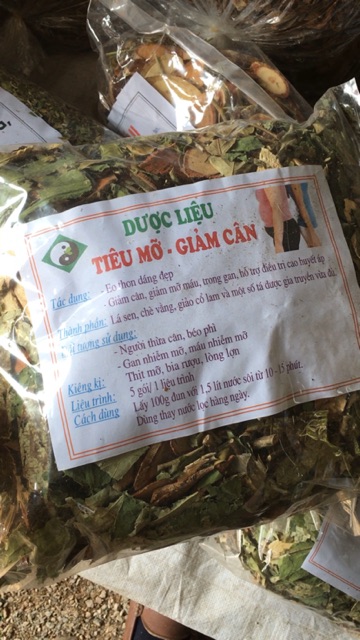 DƯỢC LIỆU
TIÊU MỠ - GIẢM CÂN
Tác dụng: - Eo thon dáng đẹp
- Giảm cân, giảm mỡ máu, trong gan, hỗ trợ điều trị cao huyết áp
Thành phần: Lá sen, chè vằng, giảo cổ lam và một số tá dược gia truyền vừa đủ.
tượng sử dụng:
- Người thừa cân, béo phì
- Gan nhiễm mỡ, máu nhiễm mỡ
Kiêng kị: Thịt mỡ, bia rượu, lòng lợn
Liệu trình: 5 gói/ 1 liệu trình
Cách dùng Lấy 100g đun với 1.5 lít nước sôi từ 10 - 15 phút.
Dùng thay nước lọc hàng ngày.